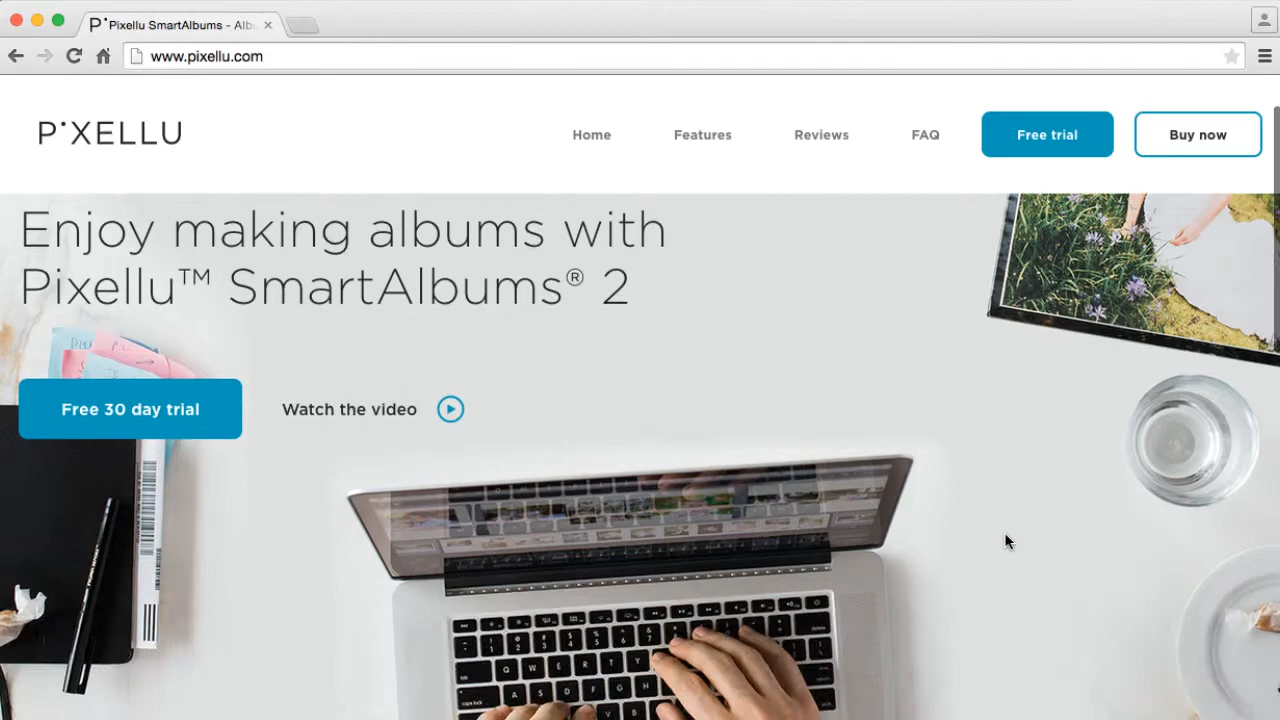 Pixellu SmartAlbums - Alb
www.pixellu.com
PIXELLU
Home
Features
Reviews
FAQ
Free trial
Buy now
Enjoy making albums with
Pixellu™ SmartAlbums® 2
Free 30 day trial
Watch the video